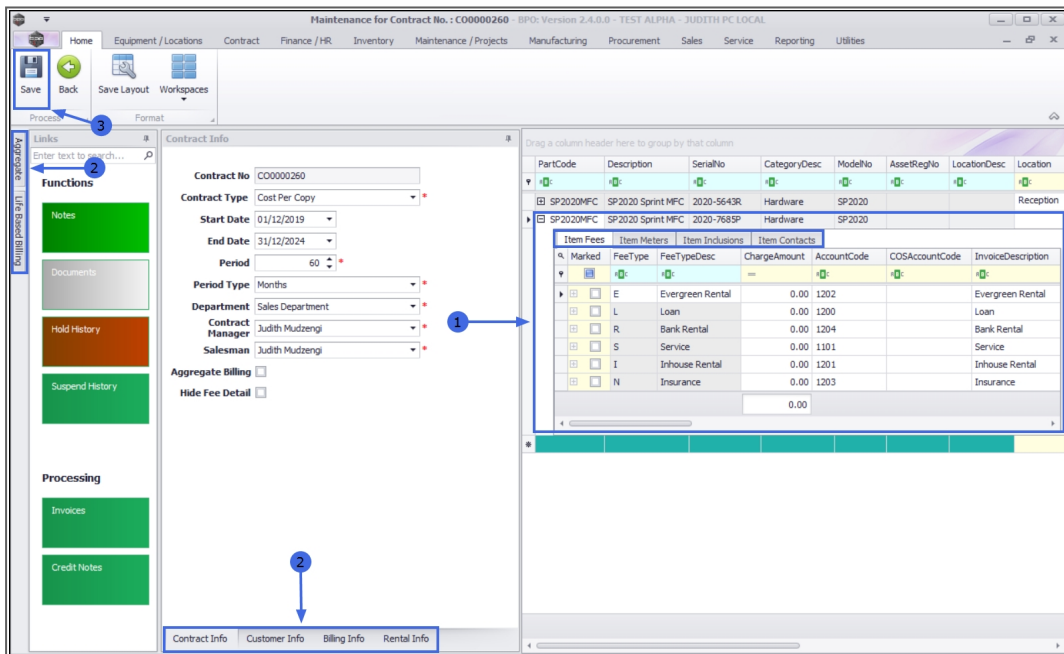 Maintenance for Contract No. : CO0000260 - BPO: Version 2.4.0.0 - TEST ALPHA - JUDITH PC LOCAL
Home Equipment / Locations Contract Finance / HR Inventory Maintenance / Projects Manufacturing Procurement Sales Service Reporting Utilities
Save Back Save Layout Workspaces
Process Format
3
Aggregate
Life Based Billing
2
Links
Enter text to search...
Functions
Notes
Documents
Hold History
Suspend History
Processing
Invoices
Credit Notes
Contract Info
Contract No CO0000260
Contract Type Cost Per Copy *
Start Date 01/12/2019
End Date 31/12/2024
Period 60 *
Period Type Months *
Department Sales Department *
Contract Manager Judith Mudzengi *
Salesman Judith Mudzengi *
Aggregate Billing
Hide Fee Detail
2
Contract Info Customer Info Billing Info Rental Info
1
Drag a column header here to group by that column
PartCode Description SerialNo CategoryDesc ModelNo AssetRegNo LocationDesc Location
SP2020MFC SP2020 Sprint MFC 2020-5643R Hardware SP2020 Reception
SP2020MFC SP2020 Sprint MFC 2020-7685P Hardware SP2020
Item Fees Item Meters Item Inclusions Item Contacts
Marked FeeType FeeTypeDesc ChargeAmount AccountCode COSAccountCode InvoiceDescription
E Evergreen Rental 0.00 1202 Evergreen Rental
L Loan 0.00 1200 Loan
R Bank Rental 0.00 1204 Bank Rental
S Service 0.00 1101 Service
I Inhouse Rental 0.00 1201 Inhouse Rental
N Insurance 0.00 1203 Insurance
0.00